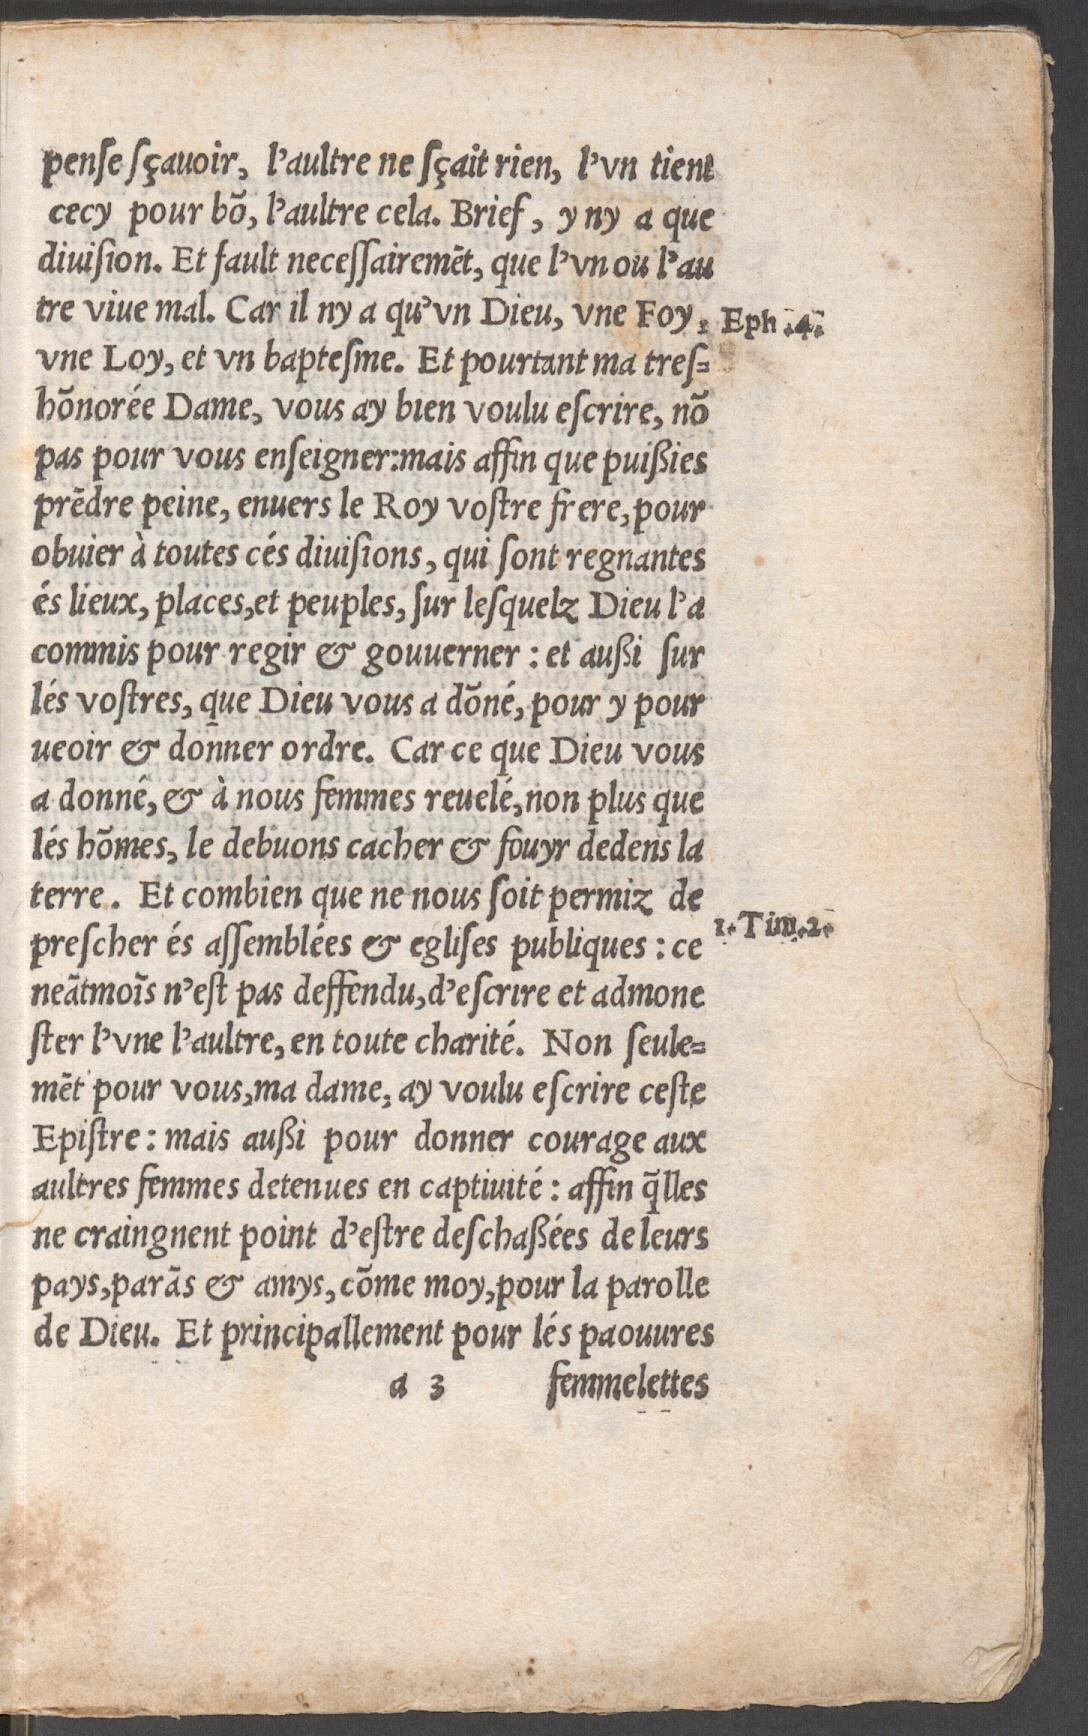 penſe ſçauoir, l'aultre ne ſçait rien, l'vn tient
cecy pour bõ, l'aultre cela. Brief, y ny a que
diuiſion. Et fault neceſſairemẽt, que l'vn ou l'au
tre viue mal. Car il ny a qu'vn Dieu, vne Foy,
Eph .4.
vne Loy, et vn bapteſme. Et pourtant ma treſ=
hõnorée Dame, vous ay bien voulu eſcrire, nõ
pas pour vous enſeigner:mais affin que puißies
prẽdre peine, enuers le Roy voſtre frere, pour
obuier à toutes cés diuiſions, qui ſont regnantes
és lieux, places,et peuples, ſur leſquelz Dieu l'a
commis pour regir & gouuerner : et außi ſur
lés voſtres, que Dieu vous a dõné, pour y pour
ueoir & donner ordre. Car ce que Dieu vous
a donné, & à nous femmes reuelé,non plus que
lés hõmes, le debuons cacher & fouyr dedens la
terre. Et combien que ne nous ſoit permiz de
preſcher és aſſemblées & egliſes publiques : ce
1. Tim.2.
neãtmoĩs n'eſt pas deffendu,d'eſcrire et admone
ſter l'vne l'aultre, en toute charité. Non ſeule=
mẽt pour vous,ma dame, ay voulu eſcrire ceſte
Epiſtre : mais außi pour donner courage aux
aultres femmes detenues en captiuité : affin q̃lles
ne craingnent point d'eſtre deſchaßées de leurs
pays,parãs & amys, cõme moy,pour la parolle
de Dieu. Et principallement pour lés paouures
a 3 femmelettes